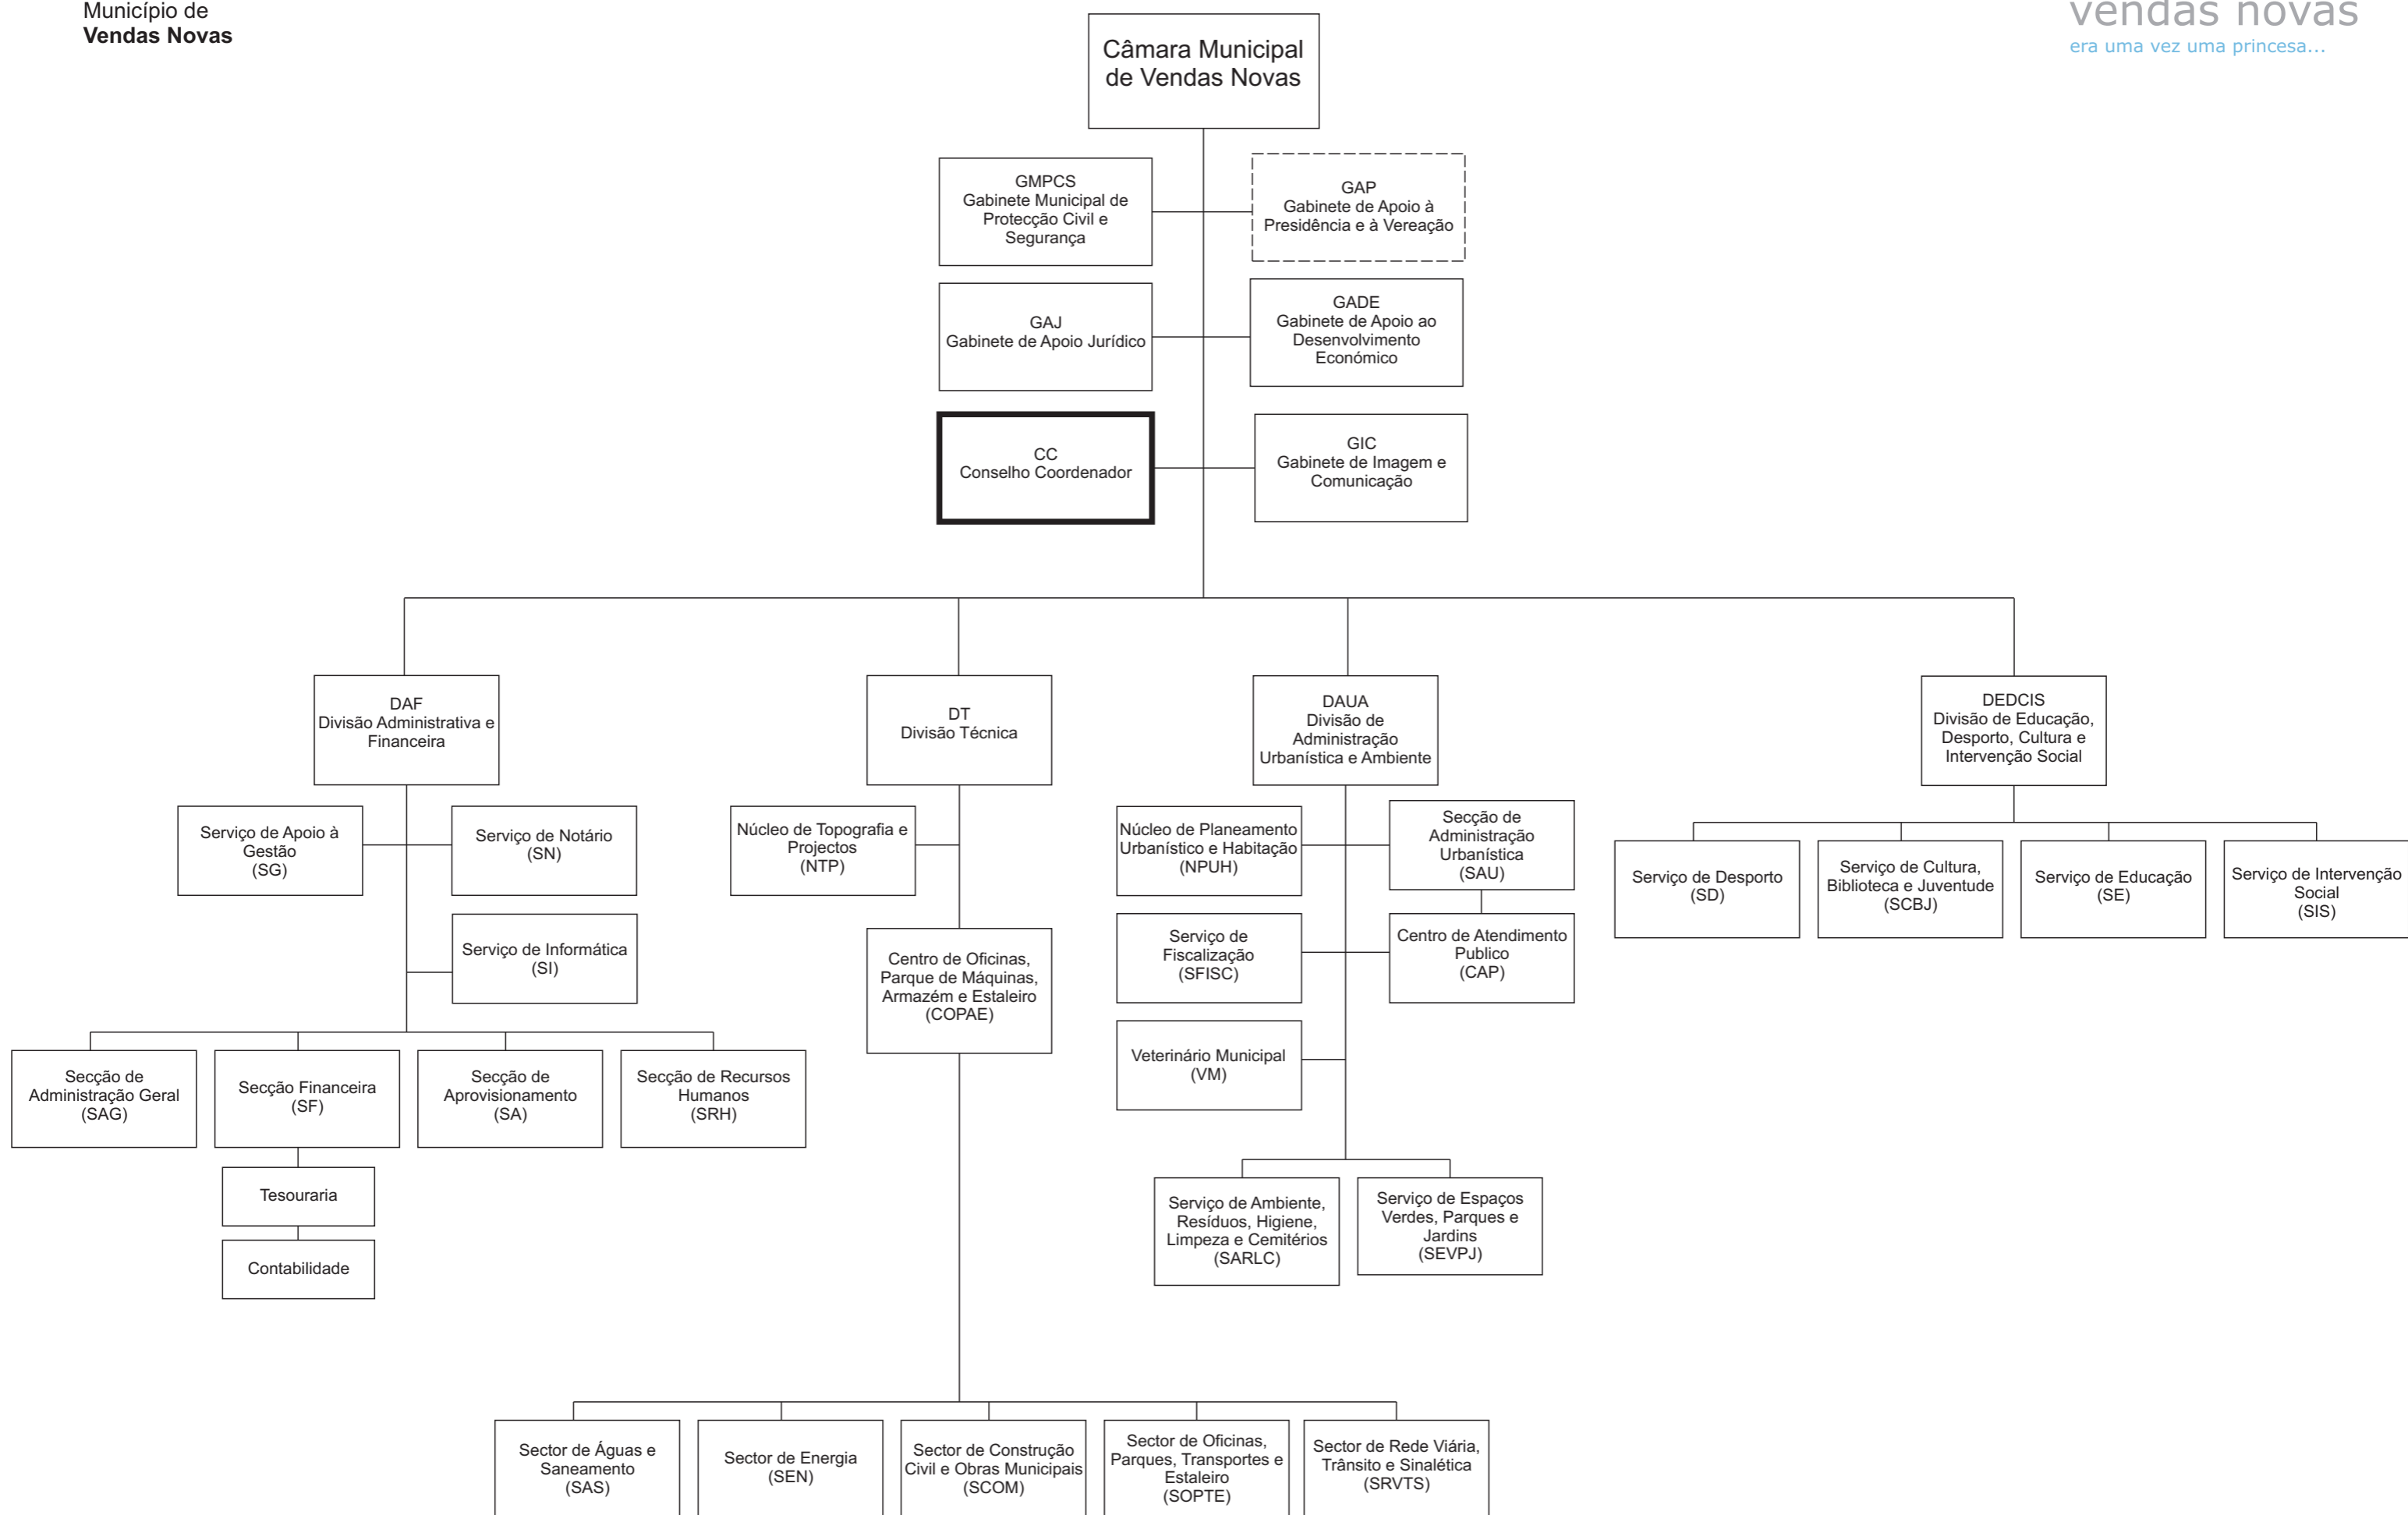 Município de
Vendas Novas
vendas novas
era uma vez uma princesa...
Câmara Municipal
de Vendas Novas
GMPCS
Gabinete Municipal de
Protecção Civil e
Segurança
GAP
Gabinete de Apoio à
Presidência e à Vereação
GAJ
Gabinete de Apoio Jurídico
GADE
Gabinete de Apoio ao
Desenvolvimento
Económico
CC
Conselho Coordenador
GIC
Gabinete de Imagem e
Comunicação
DAF
Divisão Administrativa e
Financeira
DT
Divisão Técnica
DAUA
Divisão de
Administração
Urbanística e Ambiente
DEDCIS
Divisão de Educação,
Desporto, Cultura e
Intervenção Social
Serviço de Apoio à
Gestão
(SG)
Serviço de Notário
(SN)
Núcleo de Topografia e
Projectos
(NTP)
Núcleo de Planeamento
Urbanístico e Habitação
(NPUH)
Secção de
Administração
Urbanística
(SAU)
Serviço de Desporto
(SD)
Serviço de Cultura,
Biblioteca e Juventude
(SCBJ)
Serviço de Educação
(SE)
Serviço de Intervenção
Social
(SIS)
Serviço de Informática
(SI)
Centro de Oficinas,
Parque de Máquinas,
Armazém e Estaleiro
(COPAE)
Serviço de
Fiscalização
(SFISC)
Centro de Atendimento
Publico
(CAP)
Veterinário Municipal
(VM)
Secção de
Administração Geral
(SAG)
Secção Financeira
(SF)
Secção de
Aprovisionamento
(SA)
Secção de Recursos
Humanos
(SRH)
Tesouraria
Contabilidade
Serviço de Ambiente,
Resíduos, Higiene,
Limpeza e Cemitérios
(SARLC)
Serviço de Espaços
Verdes, Parques e
Jardins
(SEVPJ)
Sector de Águas e
Saneamento
(SAS)
Sector de Energia
(SEN)
Sector de Construção
Civil e Obras Municipais
(SCOM)
Sector de Oficinas,
Parques, Transportes e
Estaleiro
(SOPTE)
Sector de Rede Viária,
Trânsito e Sinalética
(SRVTS)